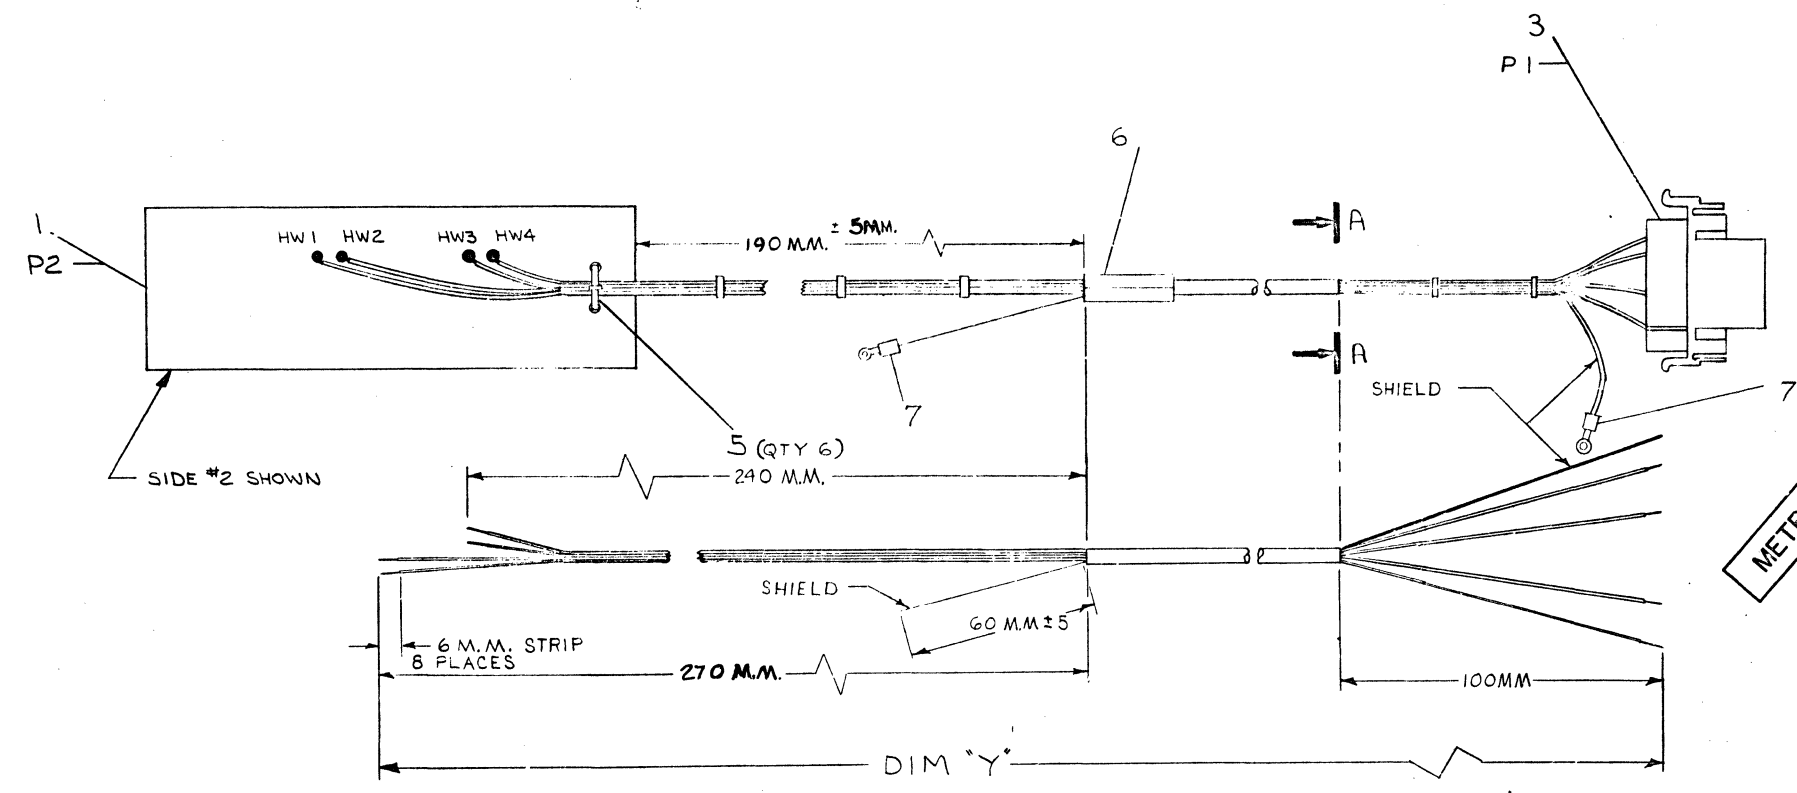 3
P1
6
1.
P2
HW1 HW2 HW3 HW4
190 M.M. ± 5MM.
A
A
7
SHIELD
7
5 (QTY 6)
SIDE #2 SHOWN
240 M.M.
SHIELD
60 M.M ± 5
6 M.M. STRIP
8 PLACES
270 M.M.
100MM
DIM "Y"